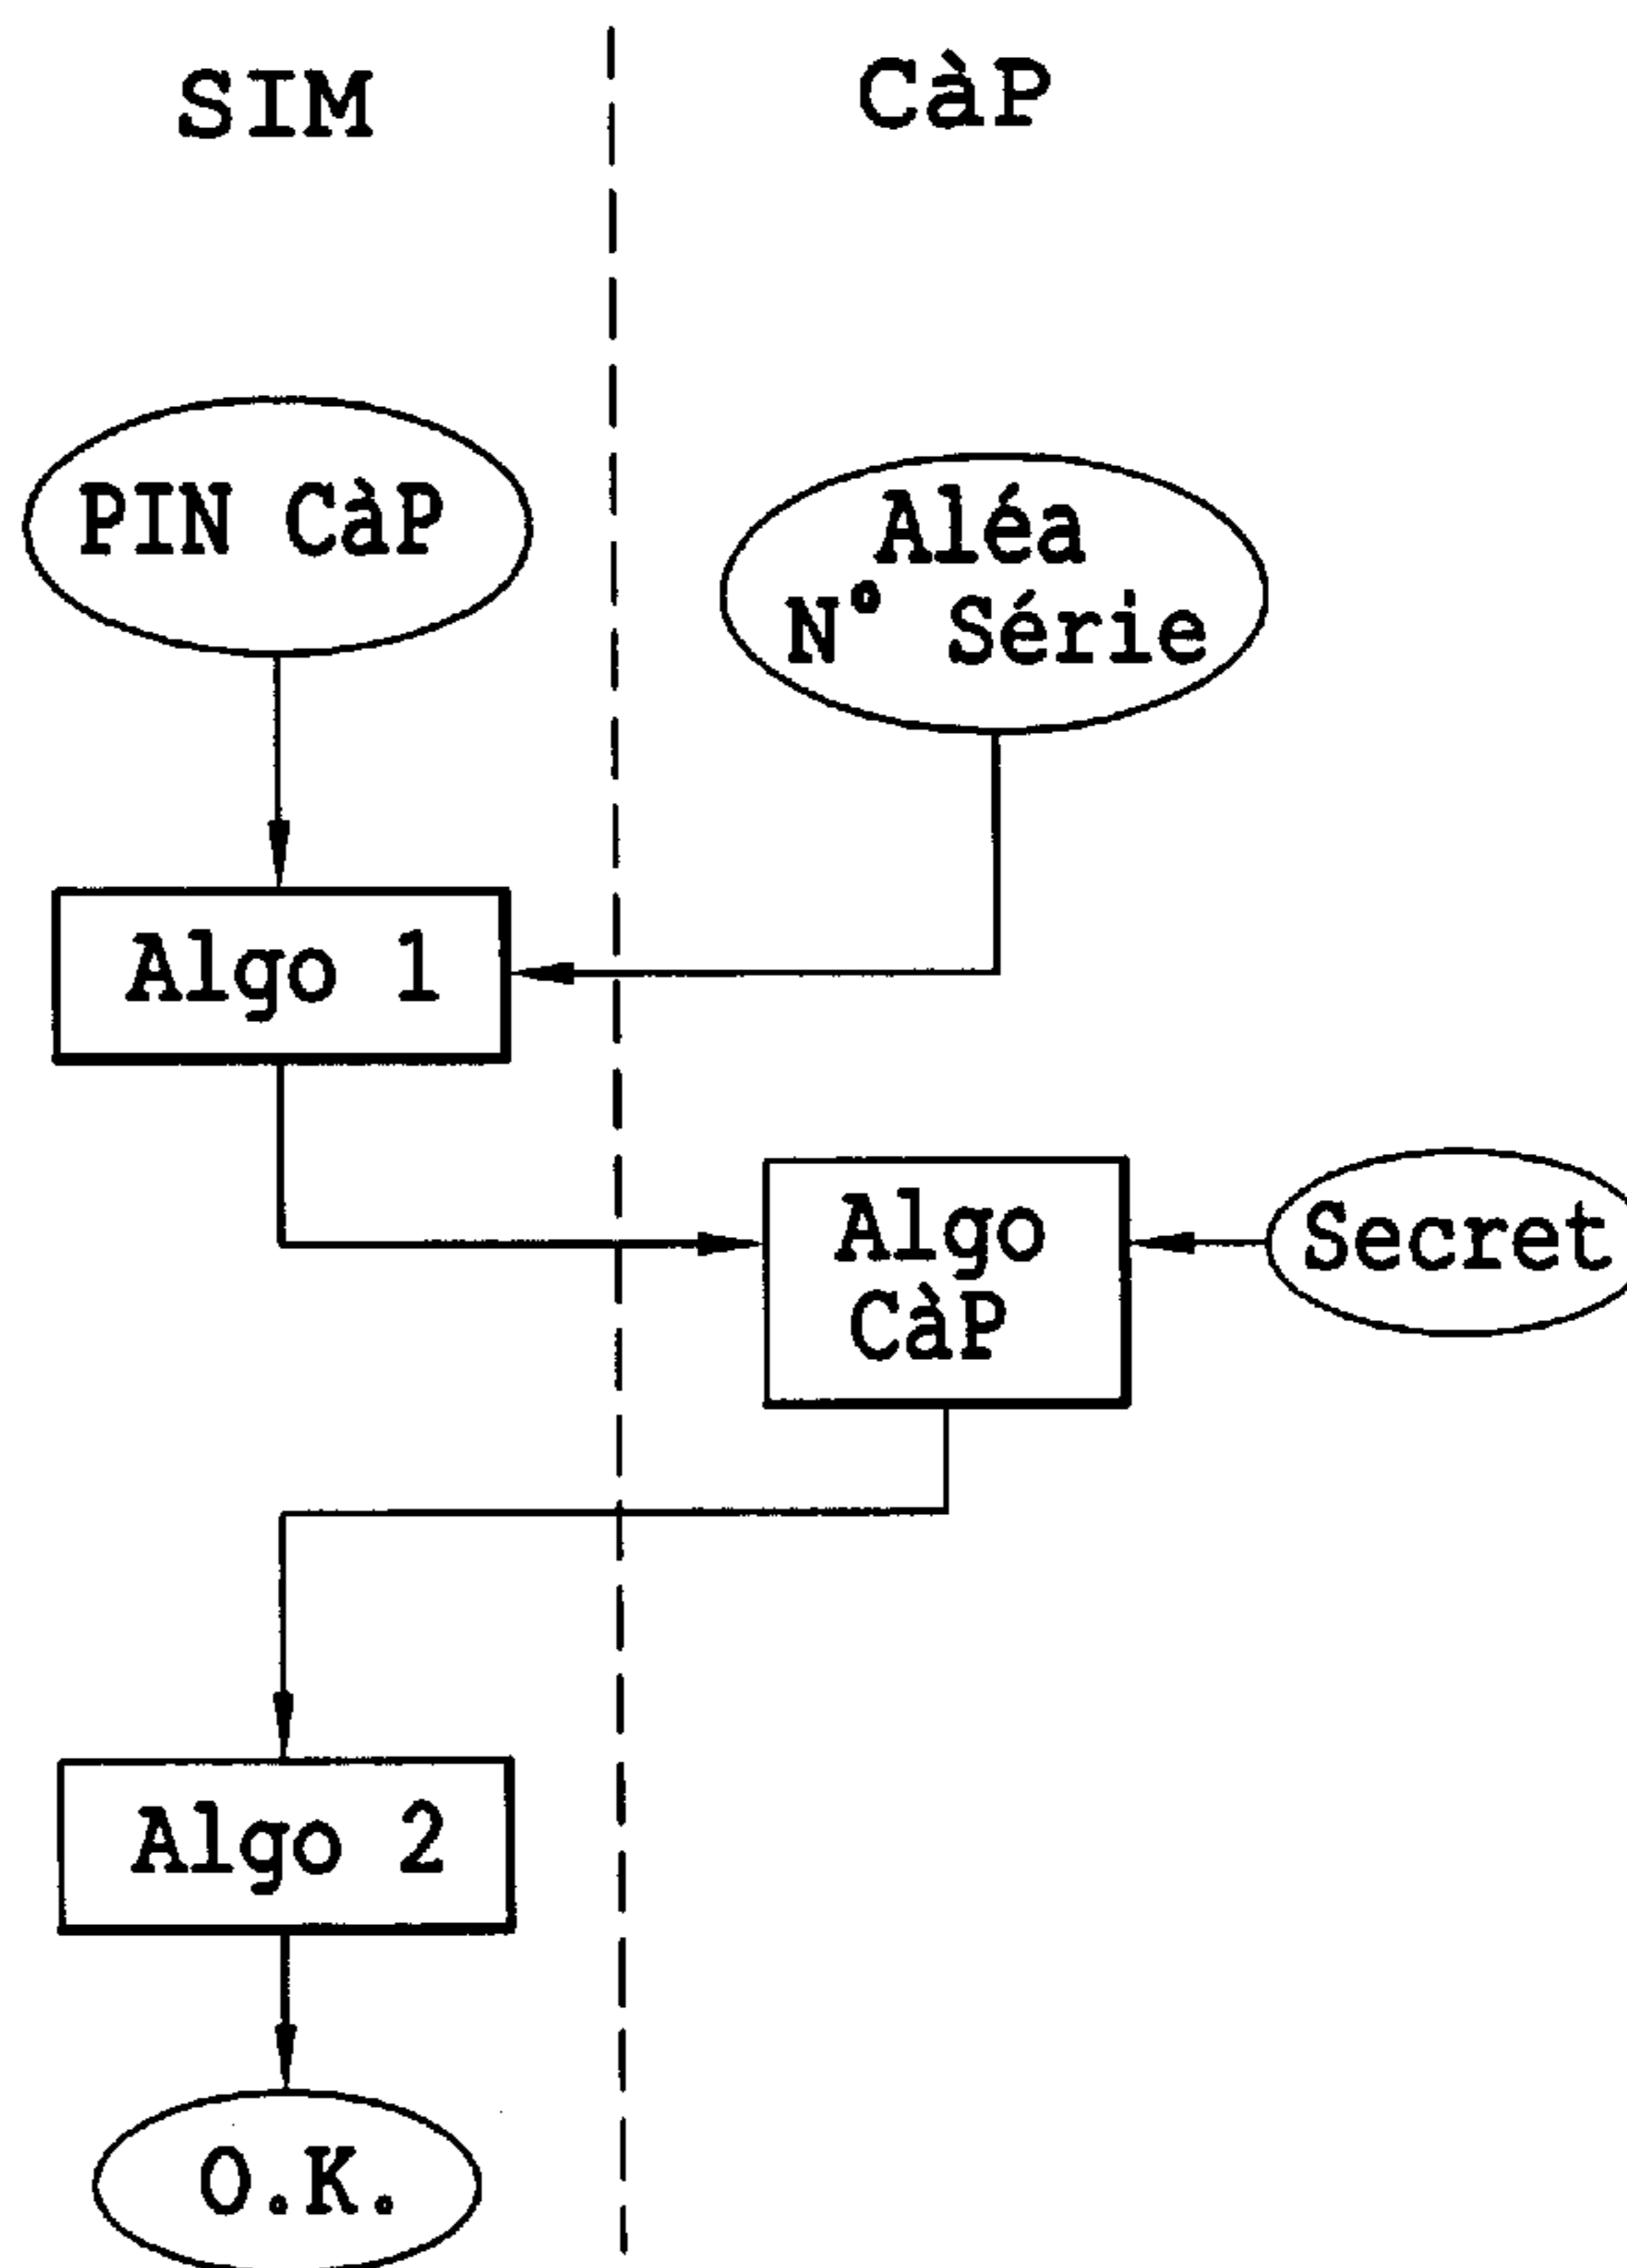 SIM
CàP
PIN CàP
Aléa
N° Série
Algo 1
Algo
CàP
Secret
Algo 2
O.K.